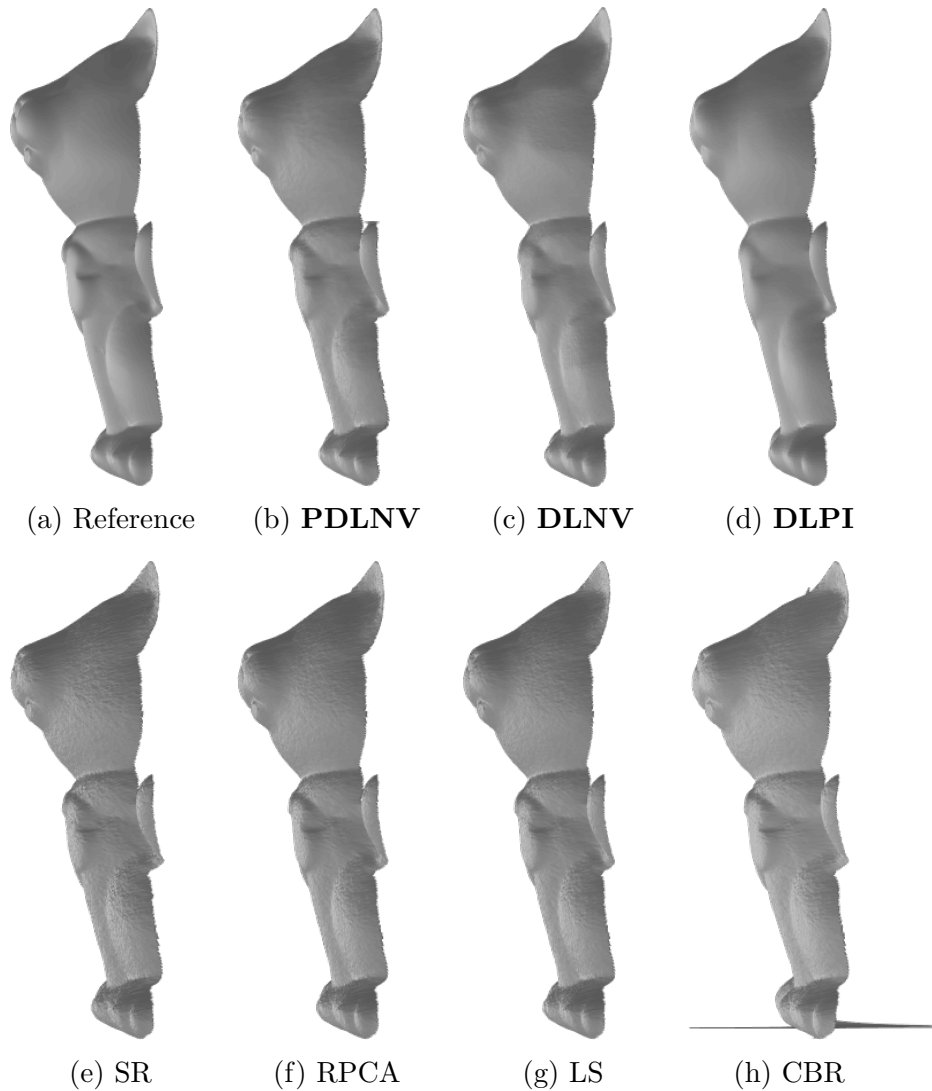 (a) Reference (b) PDLNV (c) DLNV (d) DLPI
(e) SR (f) RPCA (g) LS (h) CBR